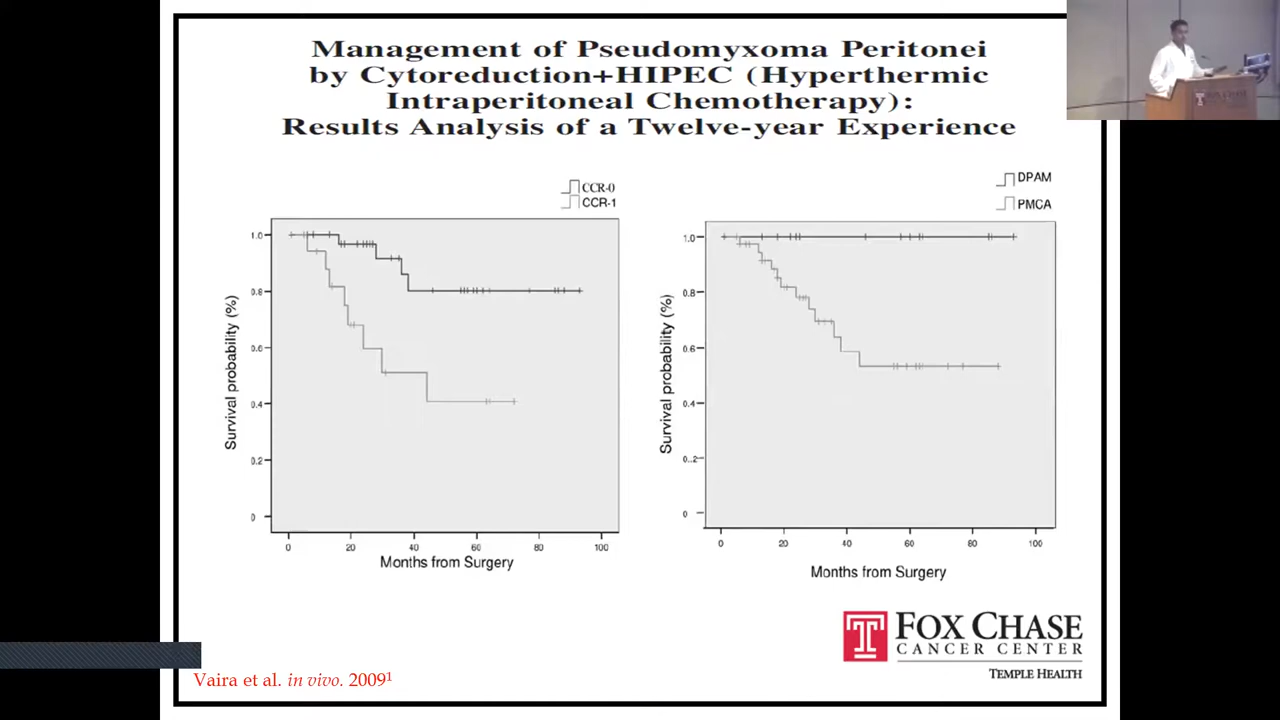 Management of Pseudomyxoma Peritonei
by Cytoreduction+HIPEC (Hyperthermic
Intraperitoneal Chemotherapy):
Results Analysis of a Twelve-year Experience
FOX CHASE
CCR-0
CCR-1
1.0
0.8
0.6
0.4
0.2
0
Survival probability (%)
0 20 40 60 80 100
Months from Surgery
DPAM
PMCA
1.0
0.8
0.6
0.4
0..2
0
Survival probability (%)
0 20 40 60 80 100
Months from Surgery
FOX CHASE
CANCER CENTER
TEMPLE HEALTH
Vaira et al. in vivo. 2009¹